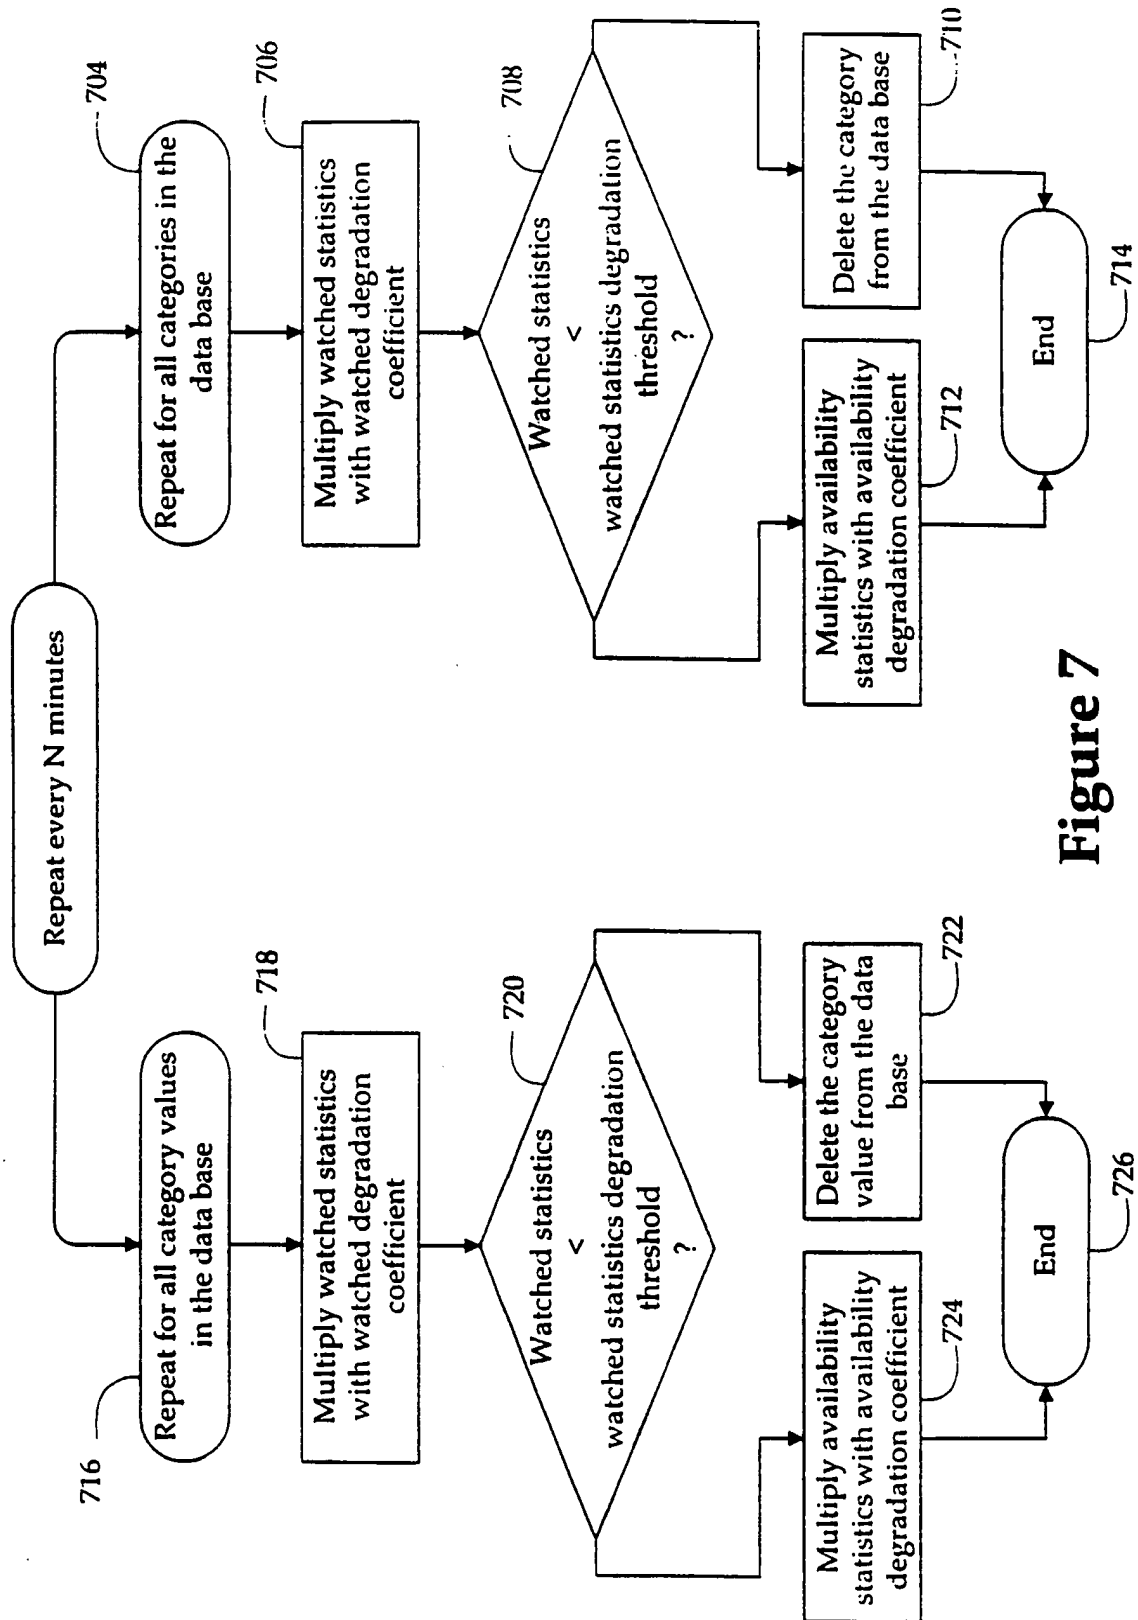 Repeat every N minutes
716
Repeat for all category values
in the data base
718
Multiply watched statistics
with watched degradation
coefficient
720
Watched statistics
<
watched statistics degradation
threshold
?
Multiply availability
statistics with availability
degradation coefficient
724
Delete the category
value from the data
base
722
End
726
704
Repeat for all categories in the
data base
706
Multiply watched statistics
with watched degradation
coefficient
708
Watched statistics
<
watched statistics degradation
threshold
?
Multiply availability
statistics with availability
degradation coefficient
712
Delete the category
from the data base
710
End
714
Figure 7